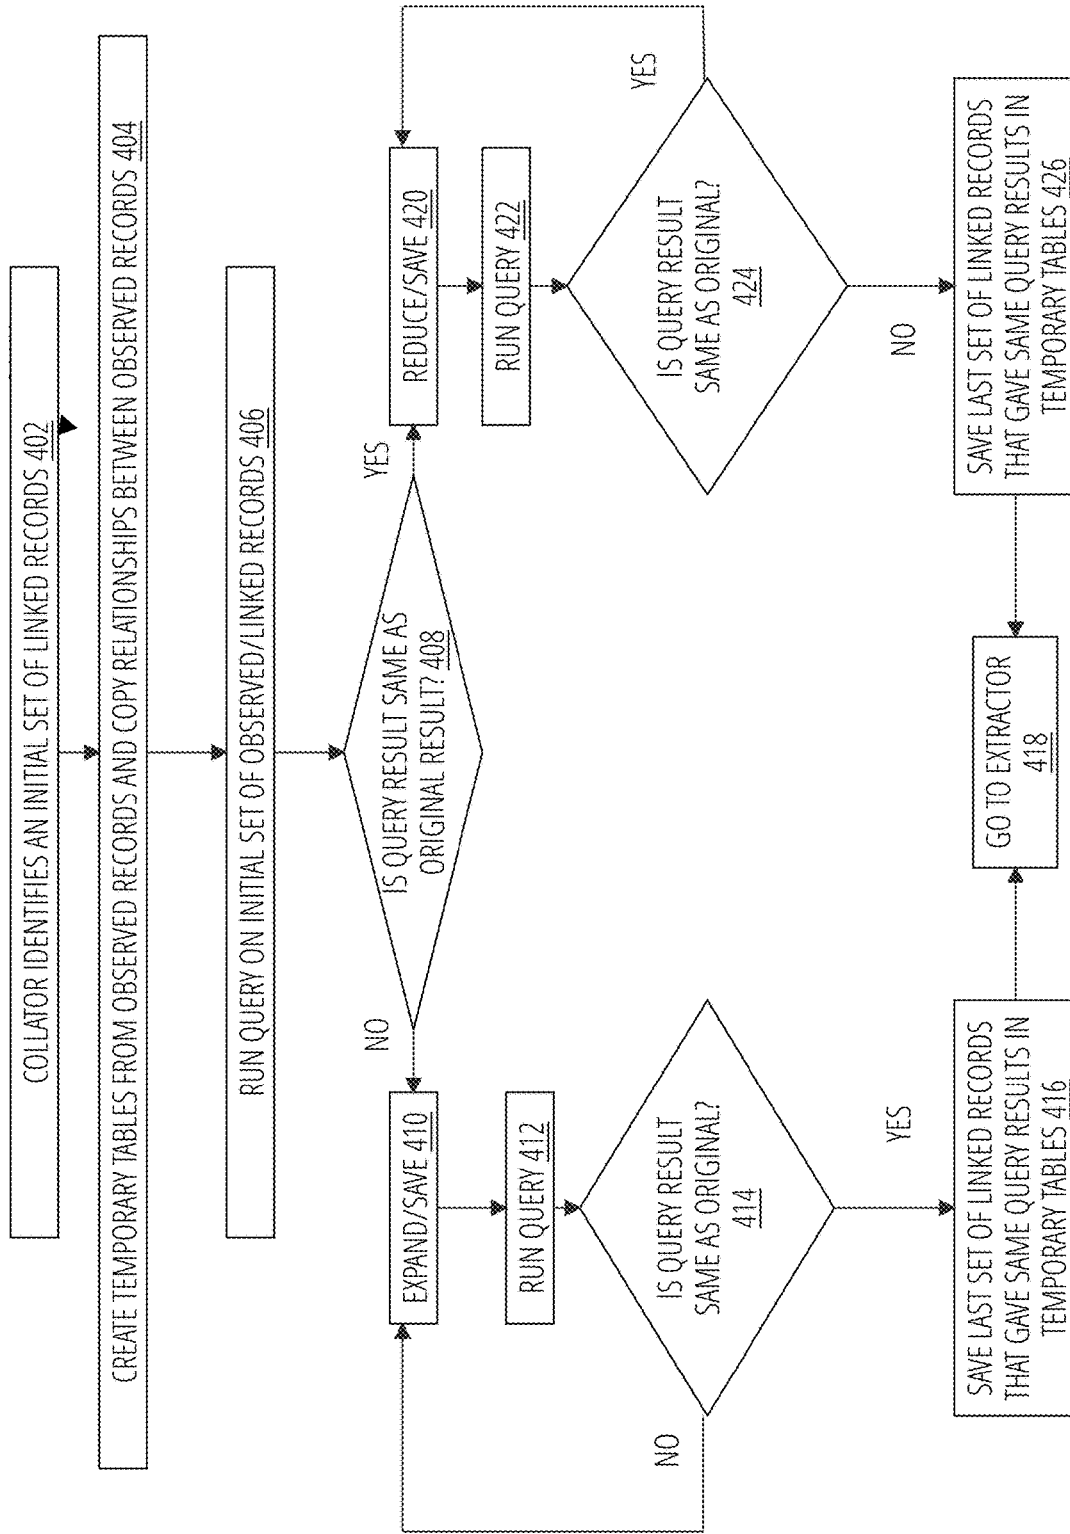 COLLATOR IDENTIFIES AN INITIAL SET OF LINKED RECORDS 402
CREATE TEMPORARY TABLES FROM OBSERVED RECORDS AND COPY RELATIONSHIPS BETWEEN OBSERVED RECORDS 404
RUN QUERY ON INITIAL SET OF OBSERVED/LINKED RECORDS 406
IS QUERY RESULT SAME AS
ORIGINAL RESULT? 408
NO
YES
EXPAND/SAVE 410
RUN QUERY 412
IS QUERY RESULT
SAME AS ORIGINAL?
414
NO
YES
SAVE LAST SET OF LINKED RECORDS
THAT GAVE SAME QUERY RESULTS IN
TEMPORARY TABLES 416
GO TO EXTRACTOR
418
REDUCE/SAVE 420
RUN QUERY 422
IS QUERY RESULT
SAME AS ORIGINAL?
424
YES
NO
SAVE LAST SET OF LINKED RECORDS
THAT GAVE SAME QUERY RESULTS IN
TEMPORARY TABLES 426